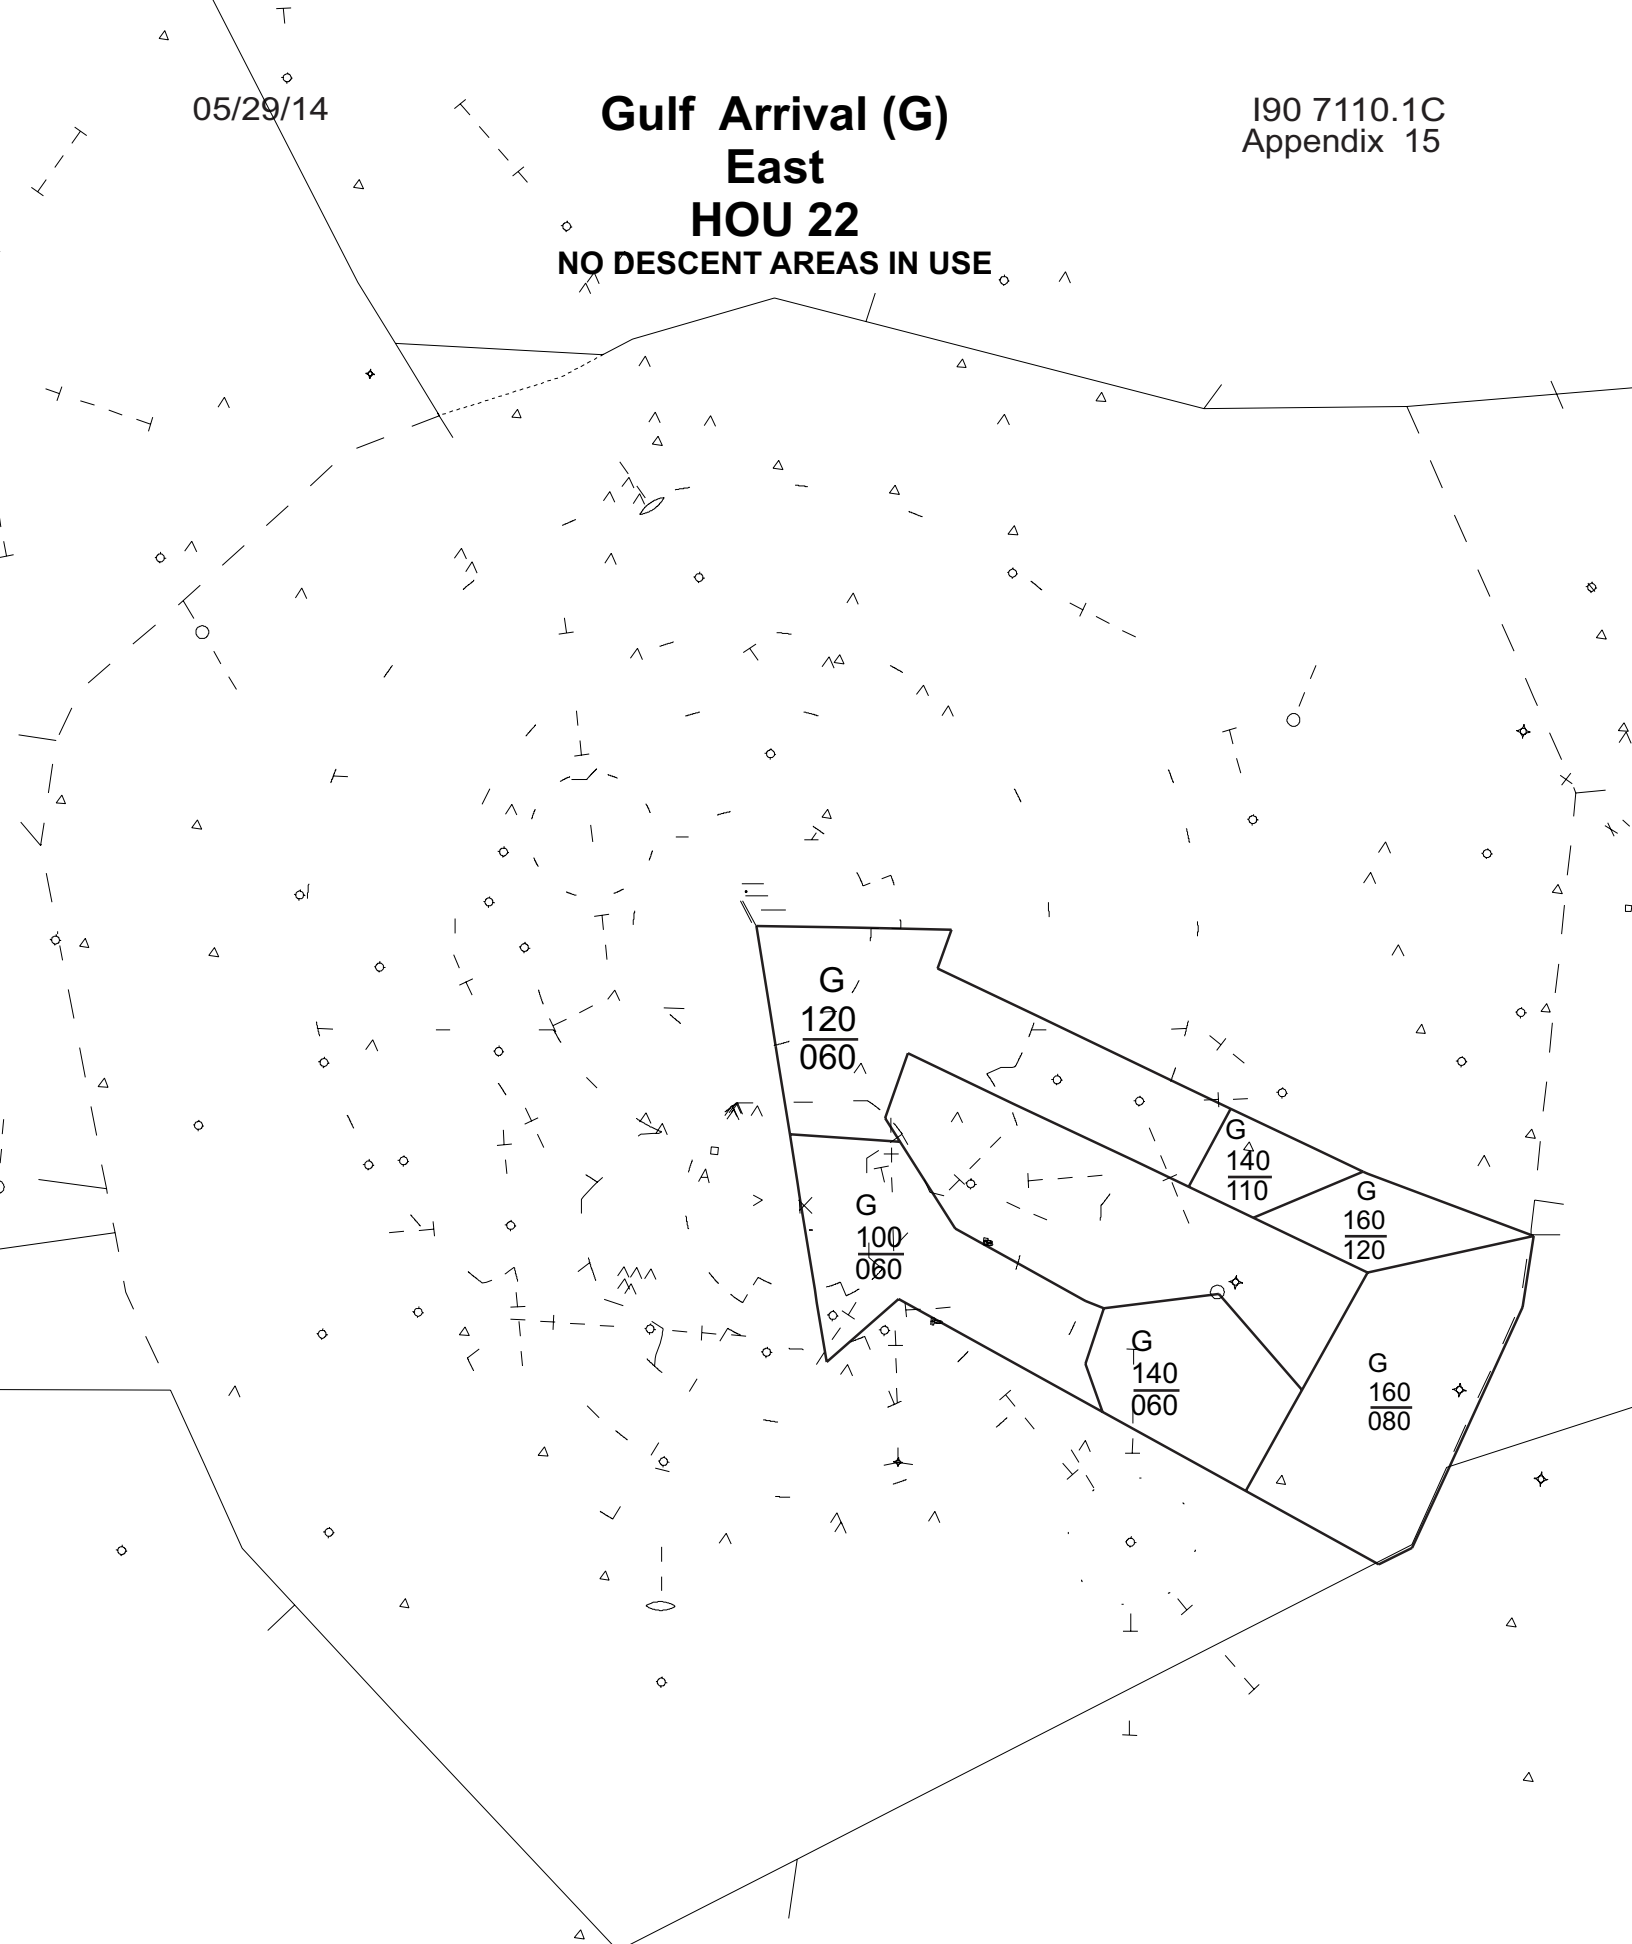 05/29/14
Gulf Arrival (G)
East
HOU 22
NO DESCENT AREAS IN USE
I90 7110.1C
Appendix 15
G
120
060
G
140
110
G
160
120
G
100
060
G
140
060
G
160
080